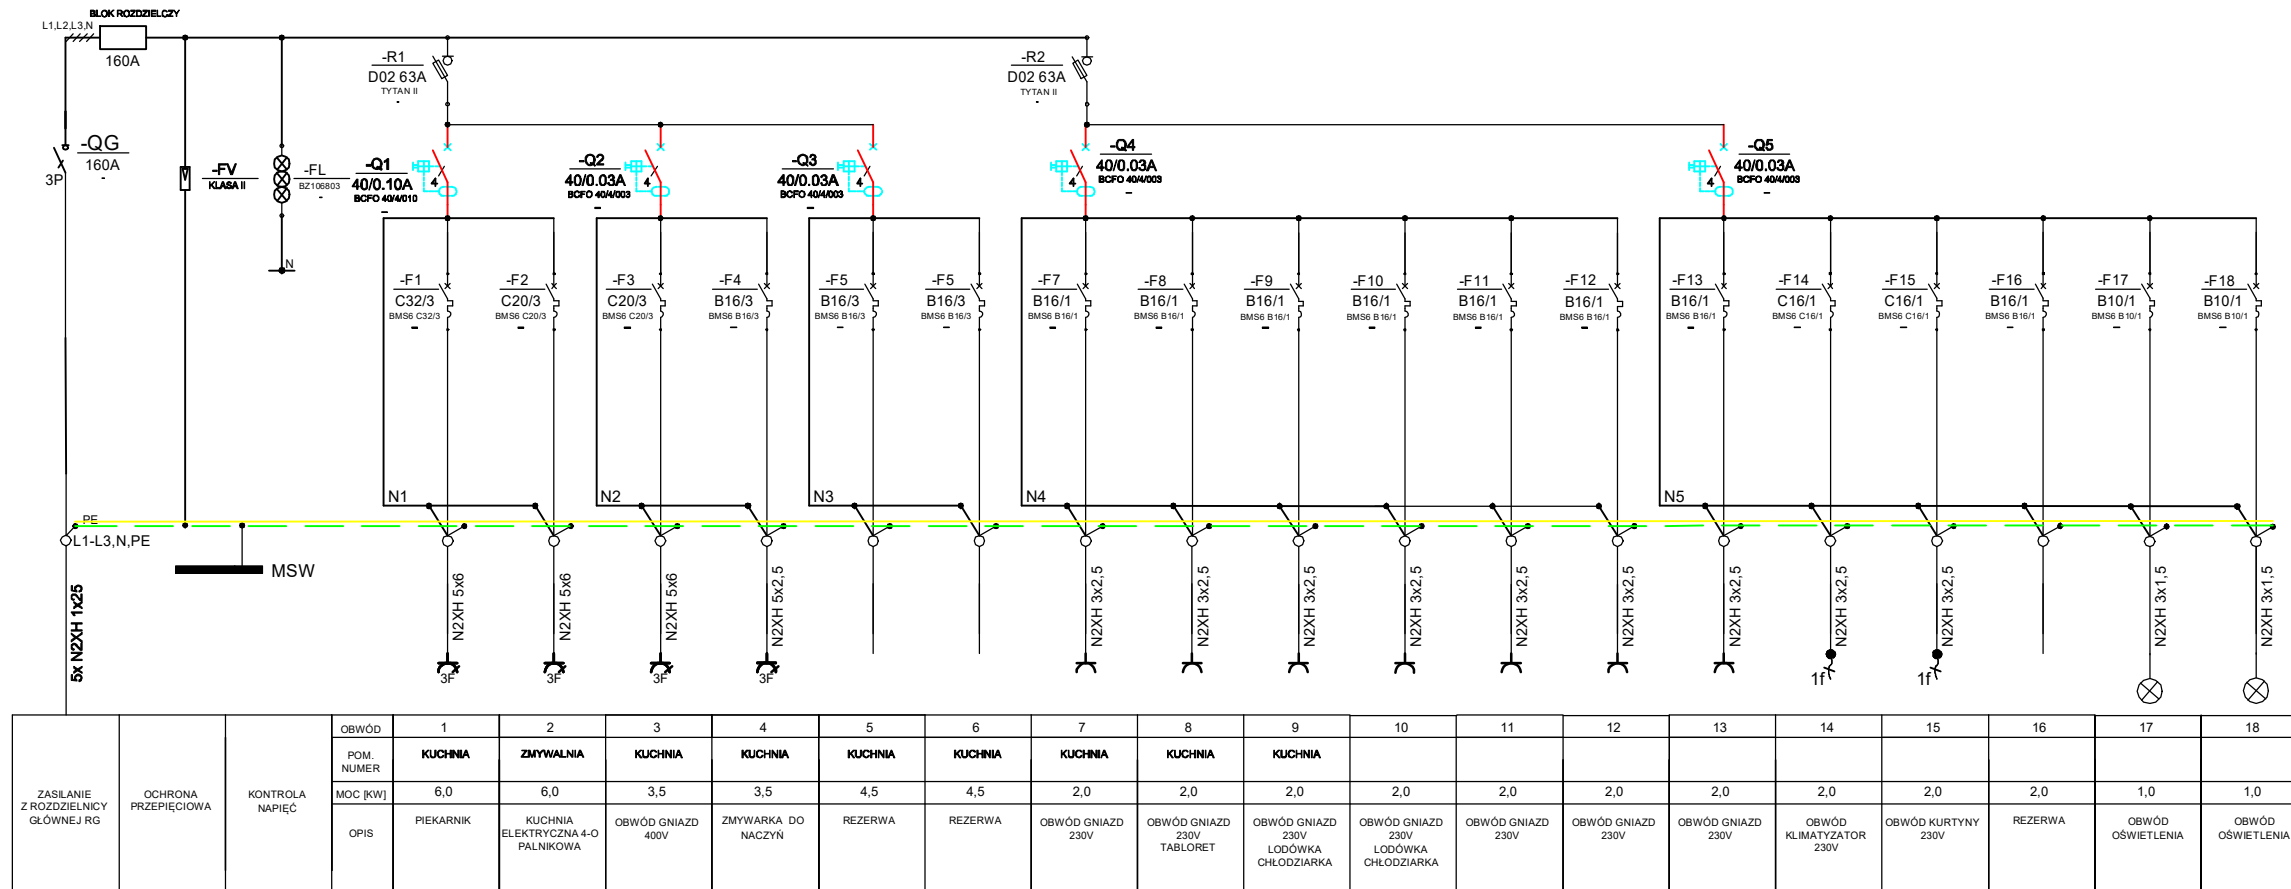 BLOK ROZDZIELCZY
L1,L2,L3,N
160A
-R1
D02 63A
TYTAN II
-
-R2
D02 63A
TYTAN II
-
-QG
160A
-
3P
-FV
KLASA II
-FL
BZ106803
-
-Q1
40/0.10A
BCFO 40/4/010
-
4
-Q2
40/0.03A
BCFO 40/4/003
-
4
-Q3
40/0.03A
BCFO 40/4/003
-
4
-Q4
40/0.03A
BCFO 40/4/003
-
4
-Q5
40/0.03A
BCFO 40/4/003
-
4
N
-F1
C32/3
BMS6 C32/3
-
-F2
C20/3
BMS6 C20/3
-
-F3
C20/3
BMS6 C20/3
-
-F4
B16/3
BMS6 B16/3
-
-F5
B16/3
BMS6 B16/3
-
-F5
B16/3
BMS6 B16/3
-
-F7
B16/1
BMS6 B16/1
-
-F8
B16/1
BMS6 B16/1
-
-F9
B16/1
BMS6 B16/1
-
-F10
B16/1
BMS6 B16/1
-
-F11
B16/1
BMS6 B16/1
-
-F12
B16/1
BMS6 B16/1
-
-F13
B16/1
BMS6 B16/1
-
-F14
C16/1
BMS6 C16/1
-
-F15
C16/1
BMS6 C16/1
-
-F16
B16/1
BMS6 B16/1
-
-F17
B10/1
BMS6 B10/1
-
-F18
B10/1
BMS6 B10/1
-
N1
N2
N3
N4
N5
PE
L1-L3,N,PE
MSW
5x N2XH 1x25
N2XH 5x6
N2XH 5x6
N2XH 5x6
N2XH 5x2,5
N2XH 3x2,5
N2XH 3x2,5
N2XH 3x2,5
N2XH 3x2,5
N2XH 3x2,5
N2XH 3x2,5
N2XH 3x2,5
N2XH 3x2,5
N2XH 3x2,5
N2XH 3x1,5
N2XH 3x1,5
3F
3F
3F
3F
1f
1f
ZASILANIE
Z ROZDZIELNICY
GŁÓWNEJ RG
OCHRONA
PRZEPIĘCIOWA
KONTROLA
NAPIĘĆ
OBWÓD 1 2 3 4 5 6 7 8 9 10 11 12 13 14 15 16 17 18
POM.
NUMER
KUCHNIA ZMYWALNIA KUCHNIA KUCHNIA KUCHNIA KUCHNIA KUCHNIA KUCHNIA KUCHNIA
MOC [KW] 6,0 6,0 3,5 3,5 4,5 4,5 2,0 2,0 2,0 2,0 2,0 2,0 2,0 2,0 2,0 2,0 1,0 1,0
OPIS
PIEKARNIK
KUCHNIA
ELEKTRYCZNA 4-O
PALNIKOWA
OBWÓD GNIAZD
400V
ZMYWARKA DO
NACZYŃ
REZERWA
REZERWA
OBWÓD GNIAZD
230V
OBWÓD GNIAZD
230V
TABLORET
OBWÓD GNIAZD
230V
LODÓWKA
CHŁODZIARKA
OBWÓD GNIAZD
230V
LODÓWKA
CHŁODZIARKA
OBWÓD GNIAZD
230V
OBWÓD GNIAZD
230V
OBWÓD GNIAZD
230V
OBWÓD
KLIMATYZATOR
230V
OBWÓD KURTYNY
230V
REZERWA
OBWÓD
OŚWIETLENIA
OBWÓD
OŚWIETLENIA